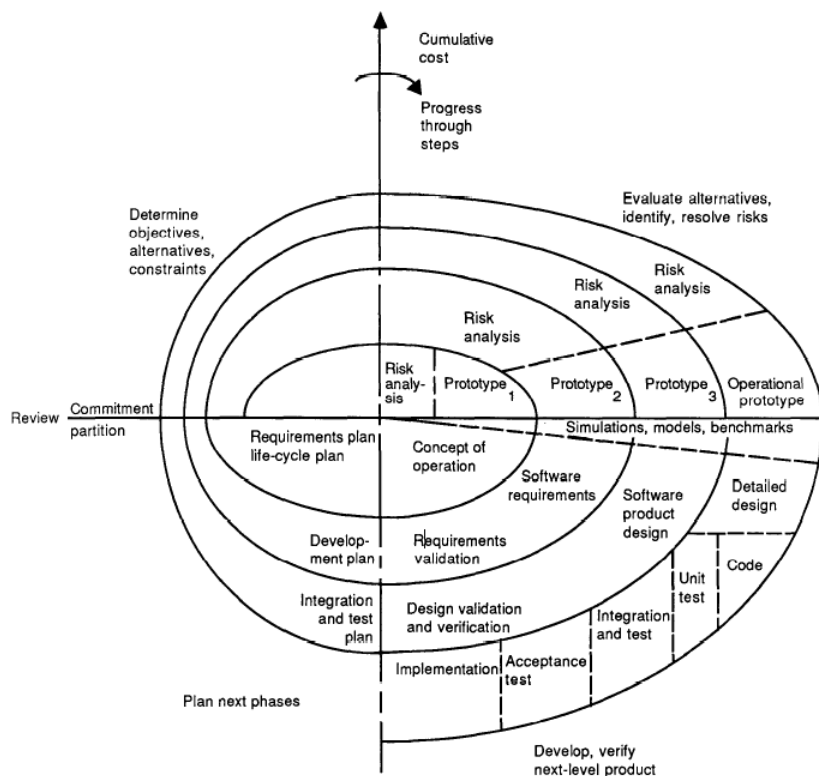 Cumulative
cost
Progress
through
steps
Determine
objectives,
alternatives,
constraints
Evaluate alternatives,
identify, resolve risks
Risk
analysis
Risk
analysis
Risk
analysis
Risk
analy-
sis
Prototype
1
Prototype
2
Prototype
3
Operational
prototype
Review
Commitment
partition
Simulations, models, benchmarks
Requirements plan
life-cycle plan
Concept of
operation
Software
requirements
Software
product
design
Detailed
design
Develop-
ment plan
Requirements
validation
Integration
and test
plan
Design validation
and verification
Code
Unit
test
Integration
and test
Acceptance
test
Implementation
Plan next phases
Develop, verify
next-level product